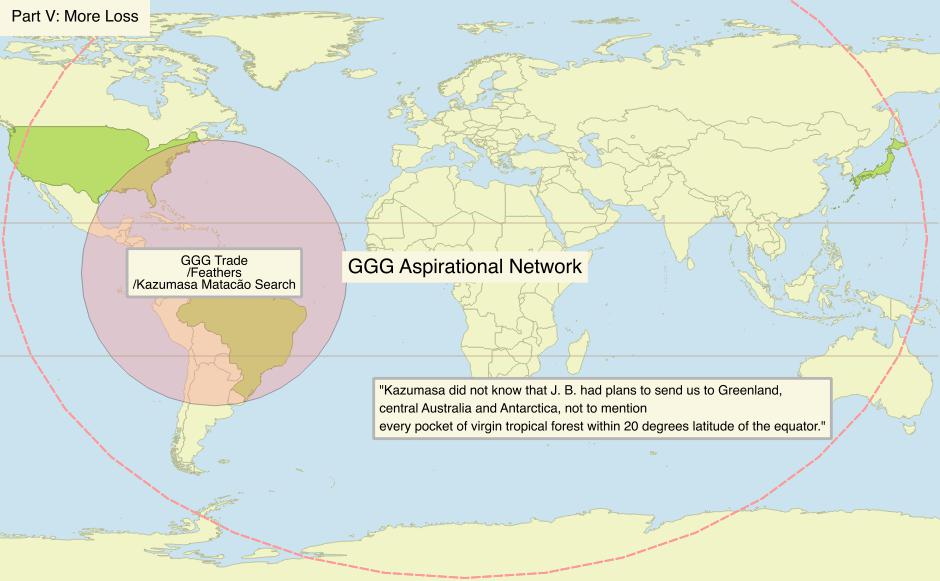 Part V: More Loss
GGG Trade
/Feathers
/Kazumasa Matacão Search
GGG Aspirational Network
"Kazumasa did not know that J. B. had plans to send us to Greenland,
central Australia and Antarctica, not to mention
every pocket of virgin tropical forest within 20 degrees latitude of the equator."